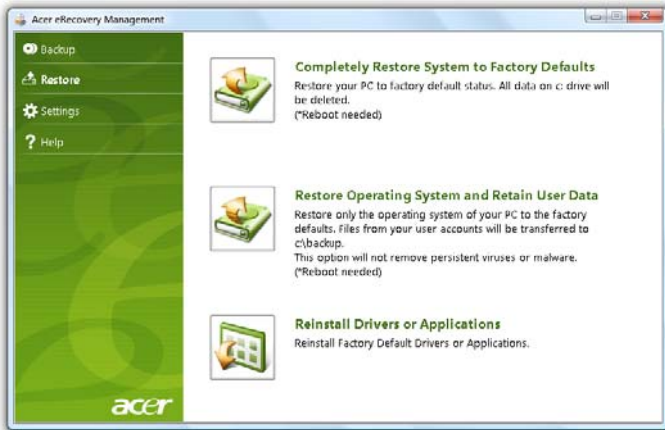 Acer eRecovery Management
Backup
Restore
Settings
Help
Completely Restore System to Factory Defaults
Restore your PC to factory default status. All data on c: drive will
be deleted.
(*Reboot needed)
Restore Operating System and Retain User Data
Restore only the operating system of your PC to the factory
defaults. Files from your user accounts will be transferred to
c:\backup.
This option will not remove persistent viruses or malware.
(*Reboot needed)
Reinstall Drivers or Applications
Reinstall Factory Default Drivers or Applications.
acer